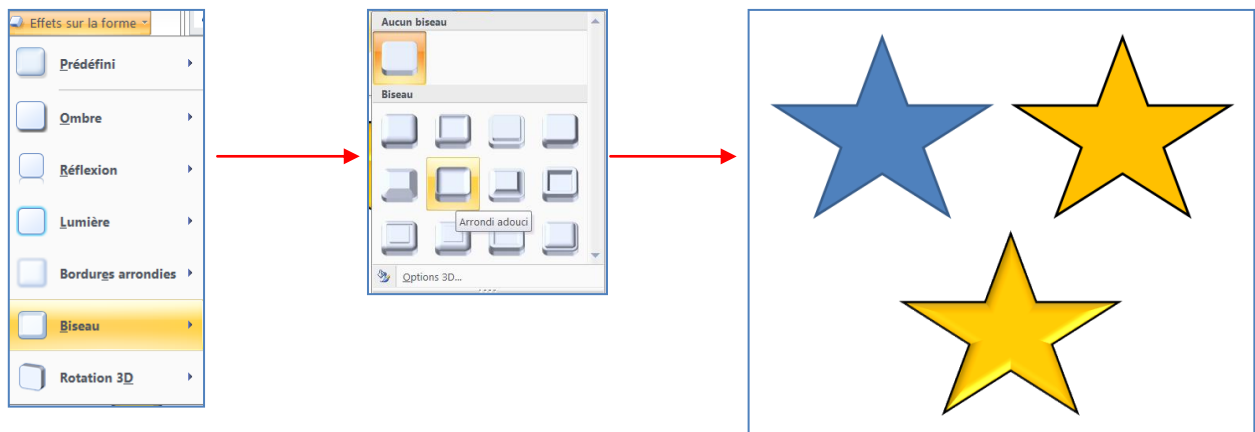 Effets sur la forme
Prédéfini
Ombre
Réflexion
Lumière
Bordures arrondies
Biseau
Rotation 3D
Aucun biseau
Biseau
Arrondi adouci
Options 3D...